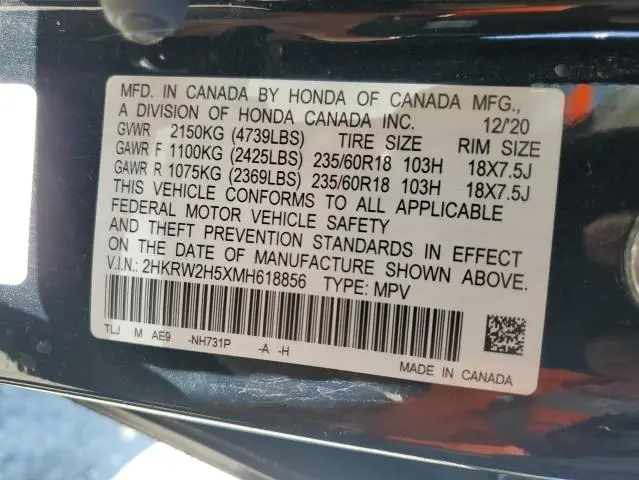 MFD. IN CANADA BY HONDA OF CANADA MFG.,
A DIVISION OF HONDA CANADA INC. 12/'20
GVWR 2150KG (4739LBS) TIRE SIZE RIM SIZE
GAWR F 1100KG (2425LBS) 235/60R18 103H 18X7.5J
GAWR R 1075KG (2369LBS) 235/60R18 103H 18X7.5J
THIS VEHICLE CONFORMS TO ALL APPLICABLE
FEDERAL MOTOR VEHICLE SAFETY
AND THEFT PREVENTION STANDARDS IN EFFECT
ON THE DATE OF MANUFACTURE SHOWN ABOVE.
V.I.N.: 2HKRW2H5XMH618856 TYPE: MPV
TLJ M AE9 -NH731P -A -H
MADE IN CANADA